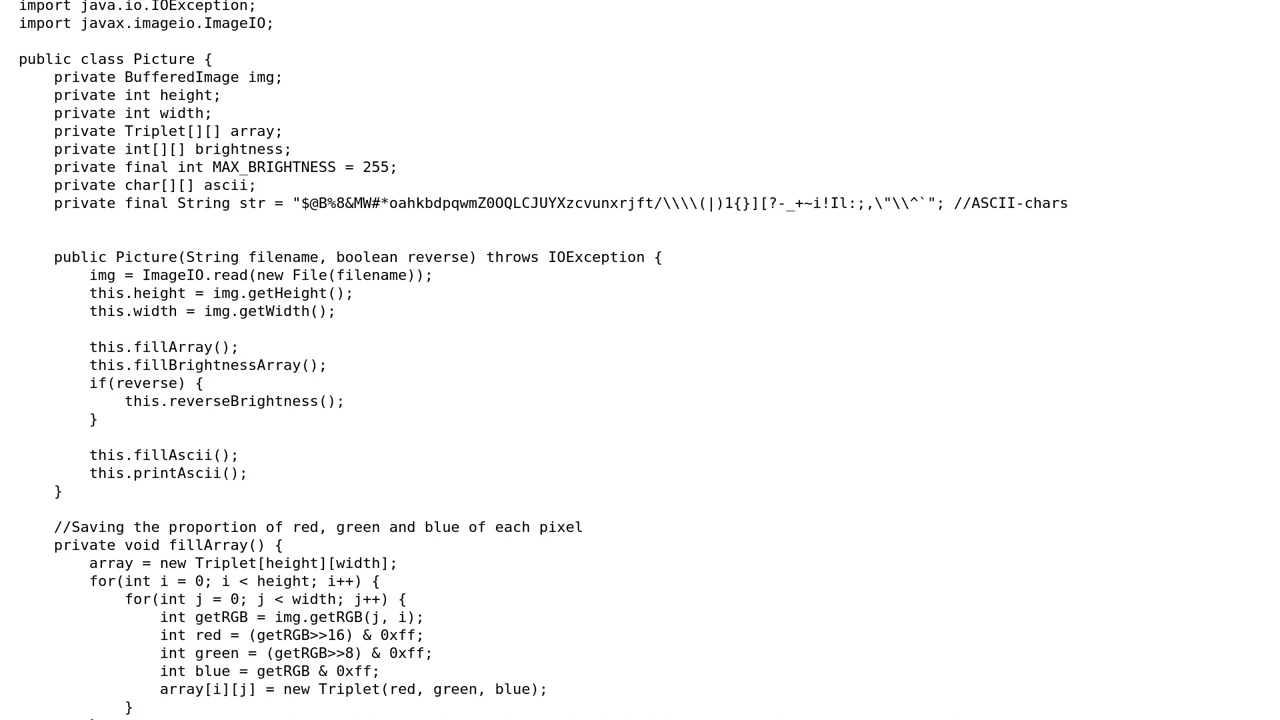 import java.io.IOException;
import javax.imageio.ImageIO;

public class Picture {
    private BufferedImage img;
    private int height;
    private int width;
    private Triplet[][] array;
    private int[][] brightness;
    private final int MAX_BRIGHTNESS = 255;
    private char[][] ascii;
    private final String str = "$@B%8&MW#*oahkbdpqwmZ0OQLCJUYXzcvunxrjft/\\\\(|)1{}][?-_+~i!Il:;,\"\\^`"; //ASCII-chars


    public Picture(String filename, boolean reverse) throws IOException {
        img = ImageIO.read(new File(filename));
        this.height = img.getHeight();
        this.width = img.getWidth();

        this.fillArray();
        this.fillBrightnessArray();
        if(reverse) {
            this.reverseBrightness();
        }

        this.fillAscii();
        this.printAscii();
    }

    //Saving the proportion of red, green and blue of each pixel
    private void fillArray() {
        array = new Triplet[height][width];
        for(int i = 0; i < height; i++) {
            for(int j = 0; j < width; j++) {
                int getRGB = img.getRGB(j, i);
                int red = (getRGB>>16) & 0xff;
                int green = (getRGB>>8) & 0xff;
                int blue = getRGB & 0xff;
                array[i][j] = new Triplet(red, green, blue);
            }